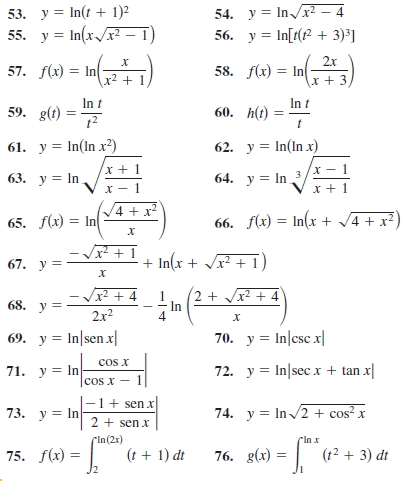 53. y = ln(t + 1)²
54. y = ln√(x² − 4)
55. y = ln(x√(x² − 1))
56. y = ln[t(t² + 3)³]
57. f(x) = ln(x/(x² + 1))
58. f(x) = ln(2x/(x + 3))
59. g(t) = ln t/t²
60. h(t) = ln t/t
61. y = ln(ln x²)
62. y = ln(ln x)
63. y = ln √((x + 1)/(x − 1))
64. y = ln ∛((x − 1)/(x + 1))
65. f(x) = ln(√(4 + x²)/x)
66. f(x) = ln(x + √(4 + x²))
67. y = −√(x² + 1)/x + ln(x + √(x² + 1))
68. y = −√(x² + 4)/2x² − 1/4 ln((2 + √(x² + 4))/x)
69. y = ln|sen x|
70. y = ln|csc x|
71. y = ln|cos x/(cos x − 1)|
72. y = ln|sec x + tan x|
73. y = ln|(−1 + sen x)/(2 + sen x)|
74. y = ln√(2 + cos² x)
75. f(x) = ∫₂^ln(2x) (t + 1) dt
76. g(x) = ∫₁^ln x (t² + 3) dt